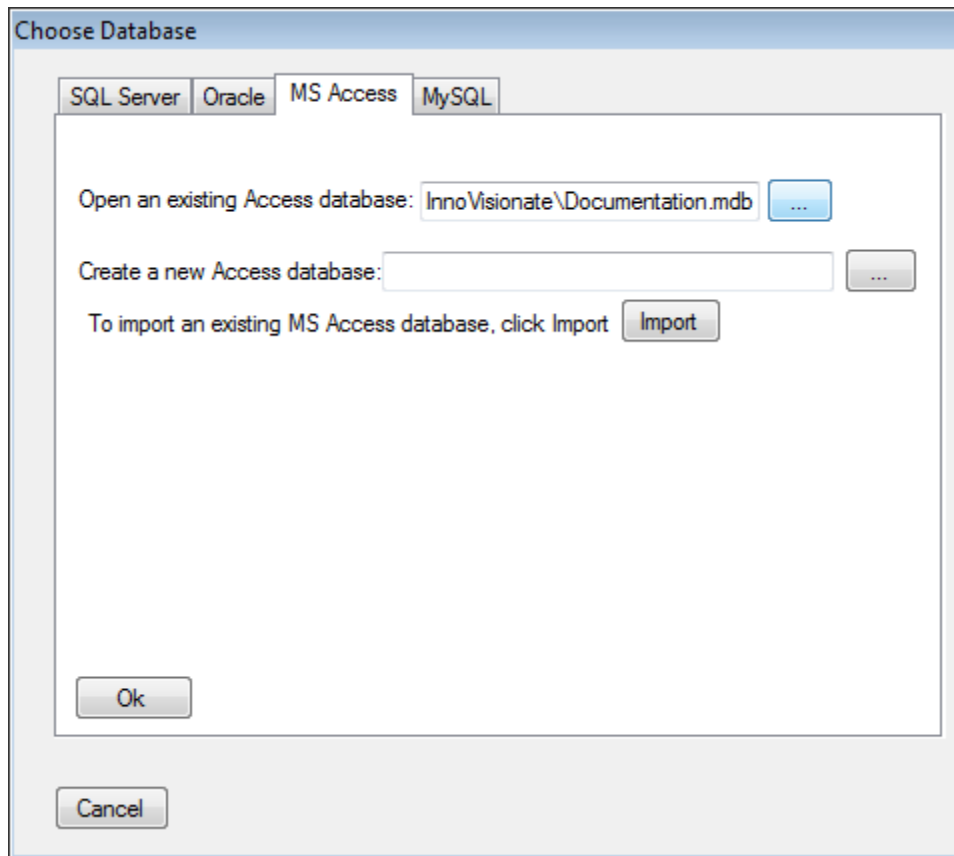 Choose Database
SQL Server Oracle MS Access MySQL
Open an existing Access database: InnoVisionate\Documentation.mdb ...
Create a new Access database: ...
To import an existing MS Access database, click Import Import
Ok
Cancel